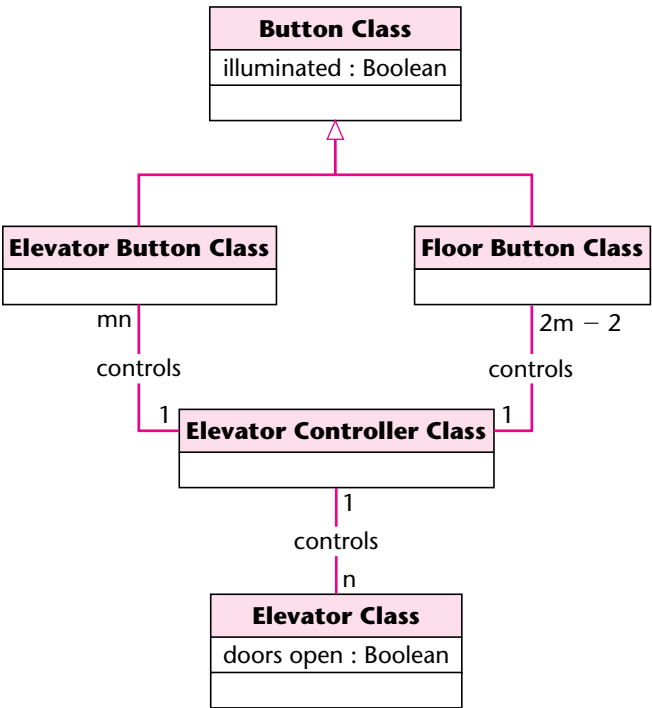 Button Class
illuminated : Boolean
Elevator Button Class
Floor Button Class
mn
2m − 2
controls
controls
1
Elevator Controller Class
1
1
controls
n
Elevator Class
doors open : Boolean